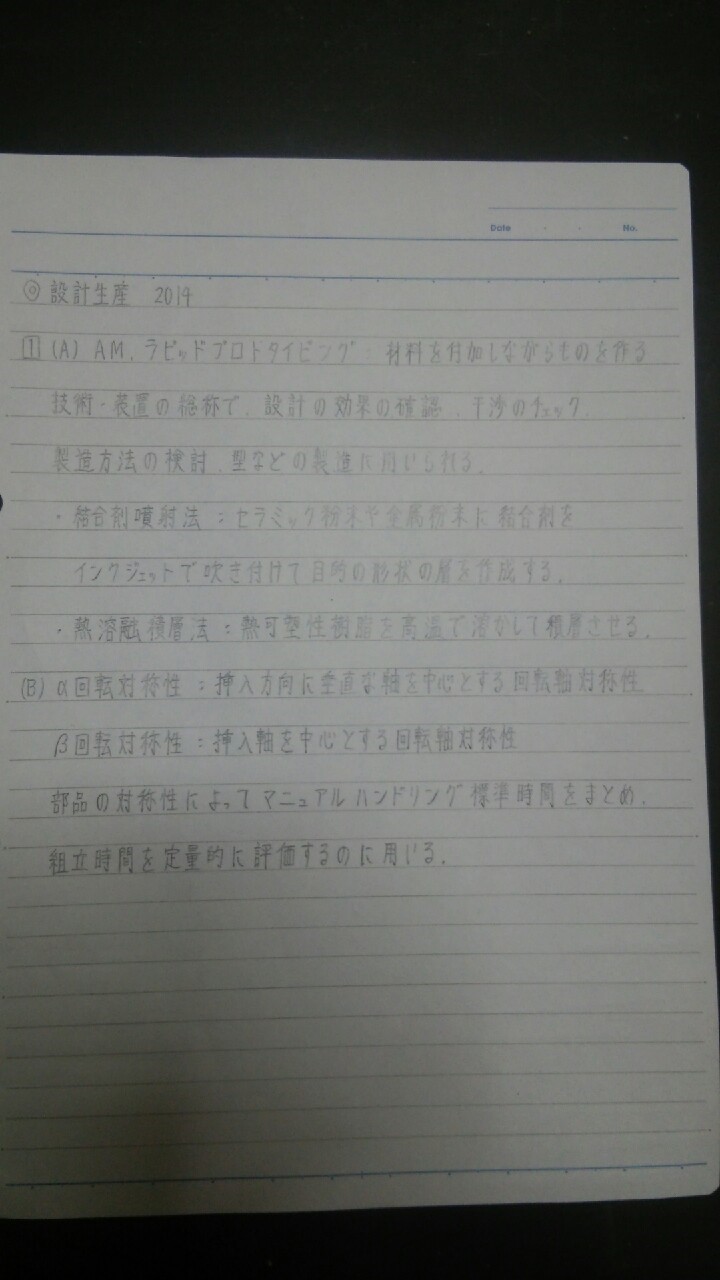 Date ・ ・ No.
◎ 設計生産 2014
1 (A) AM, ラピッドプロトタイピング : 材料を付加しながらものを作る
技術・装置の総称で, 設計の効果の確認, 干渉のチェック,
製造方法の検討, 型などの製造に用いられる.
・結合剤噴射法 : セラミック粉末や金属粉末に結合剤を
インクジェットで吹き付けて目的の形状の層を作成する.
・熱溶融積層法 : 熱可塑性樹脂を高温で溶かして積層させる.
(B) α回転対称性 : 挿入方向に垂直な軸を中心とする回転軸対称性
β回転対称性 : 挿入軸を中心とする回転軸対称性
部品の対称性によってマニュアルハンドリング標準時間をまとめ,
組立時間を定量的に評価するのに用いる.